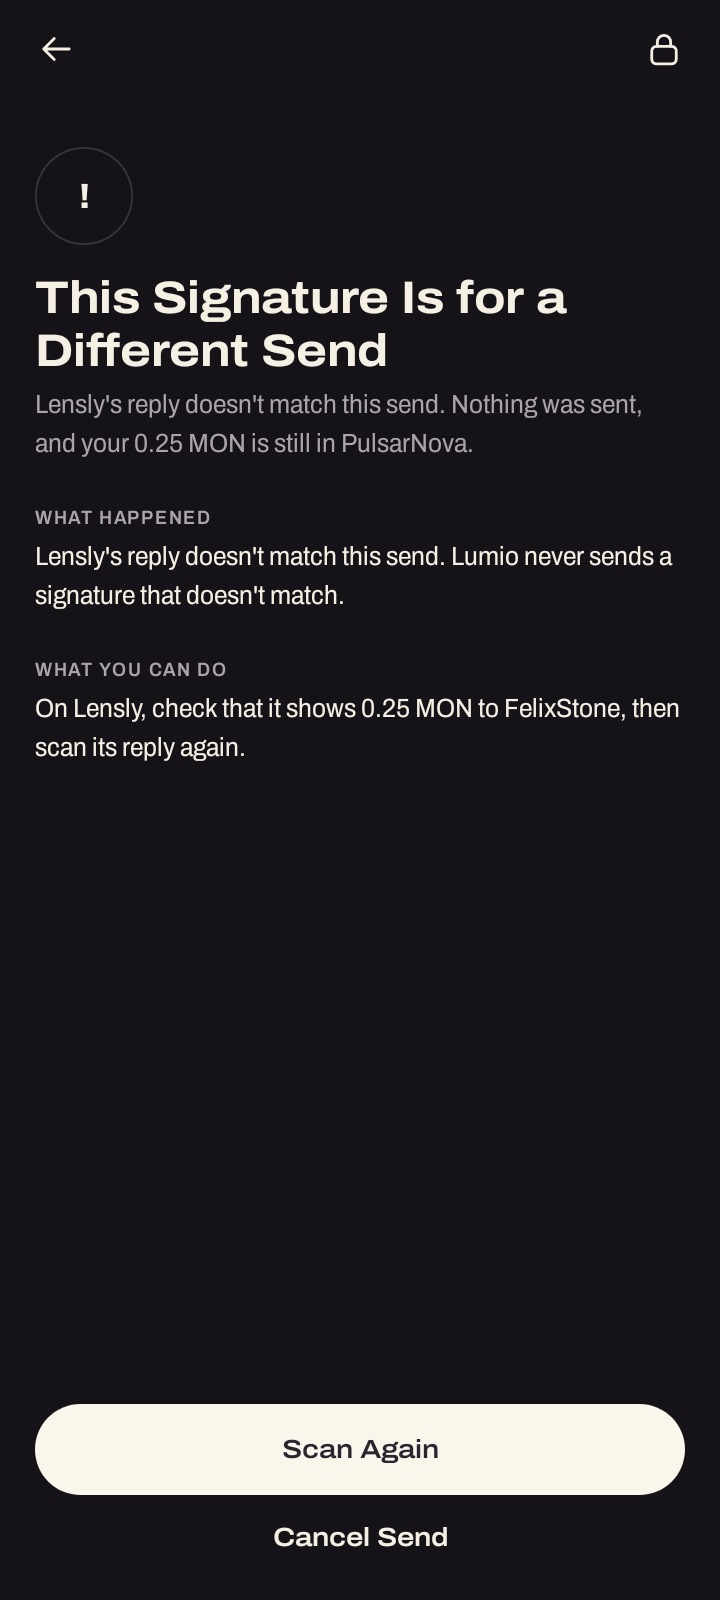 !
This Signature Is for a
Different Send
Lensly's reply doesn't match this send. Nothing was sent,
and your 0.25 MON is still in PulsarNova.
WHAT HAPPENED
Lensly's reply doesn't match this send. Lumio never sends a
signature that doesn't match.
WHAT YOU CAN DO
On Lensly, check that it shows 0.25 MON to FelixStone, then
scan its reply again.
Scan Again
Cancel Send